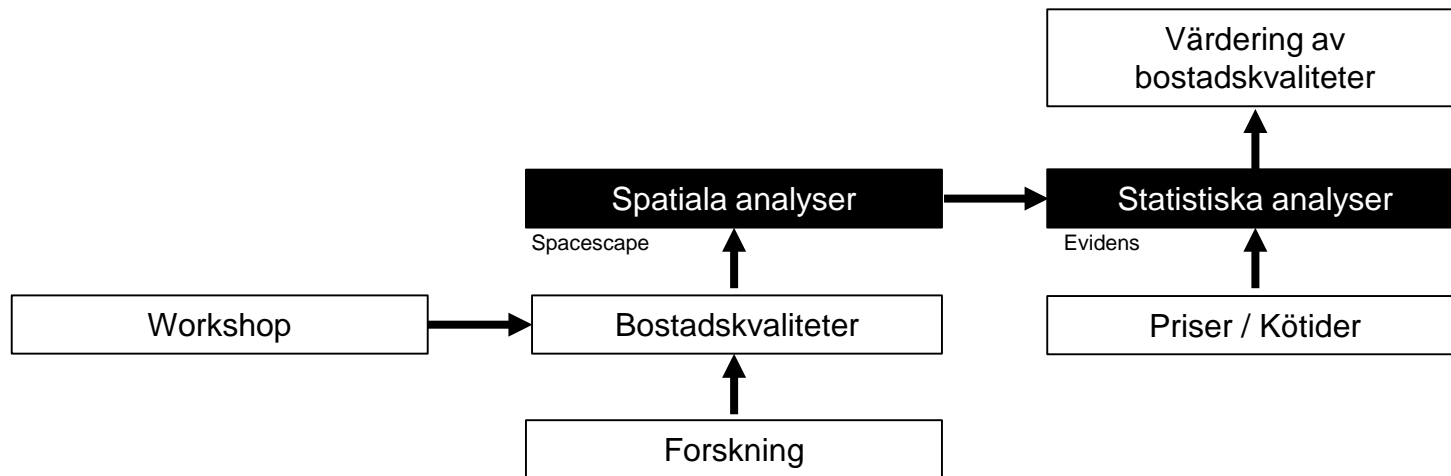 Värdering av
bostadskvaliteter
Spatiala analyser
Statistiska analyser
Spacescape
Evidens
Workshop
Bostadskvaliteter
Priser / Kötider
Forskning